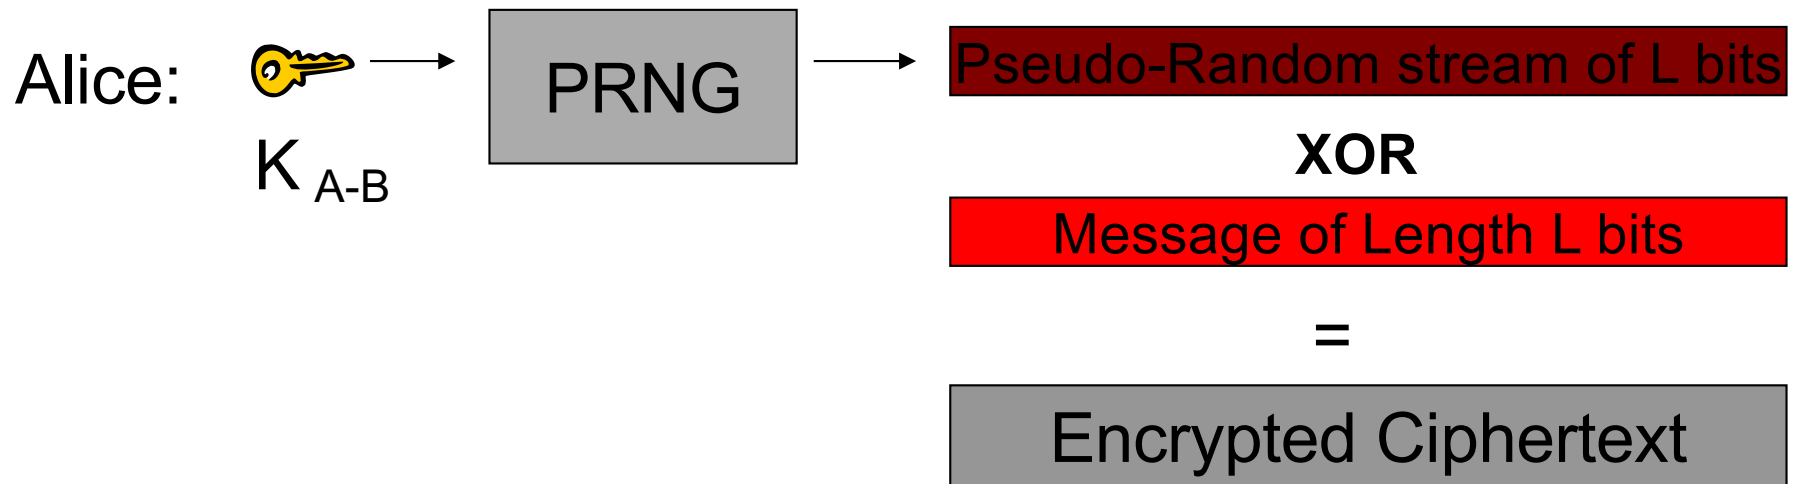 Alice:
K A-B
PRNG
Pseudo-Random stream of L bits
XOR
Message of Length L bits
=
Encrypted Ciphertext